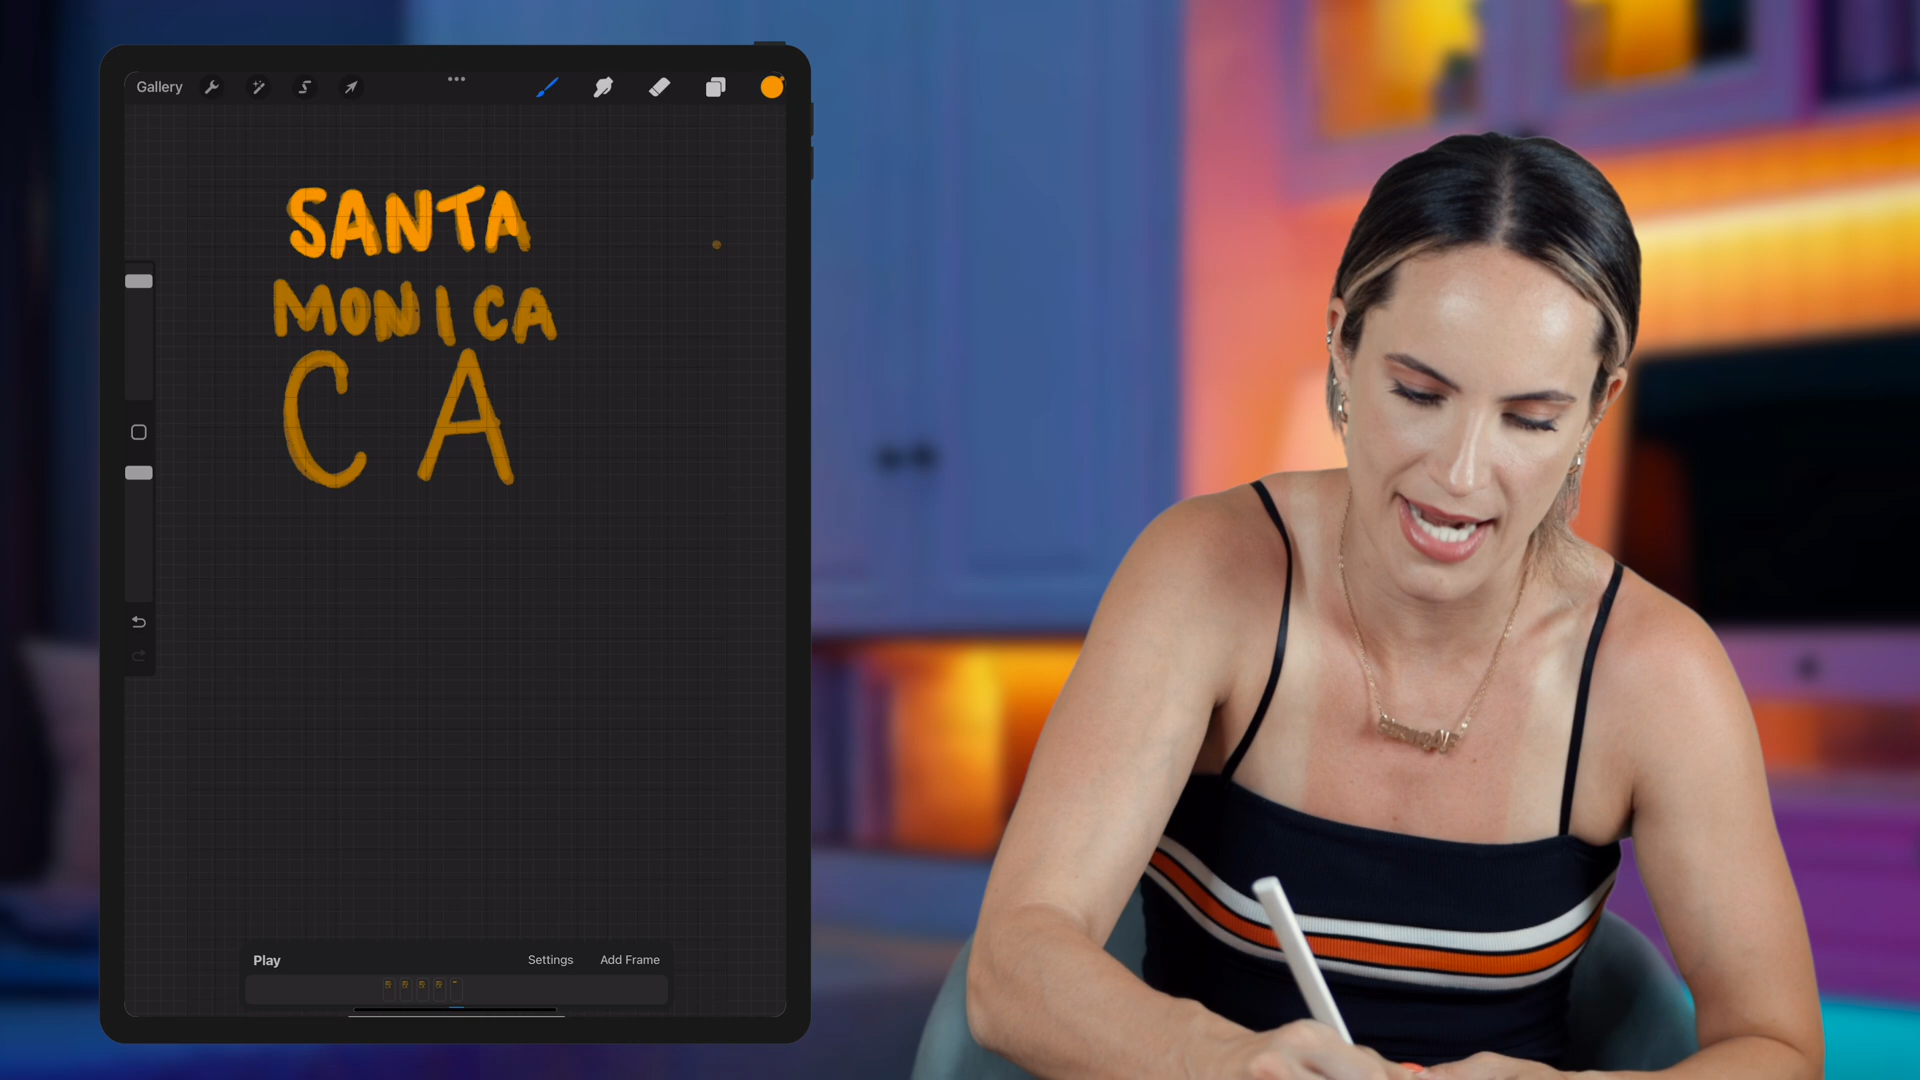 Gallery
SANTA
MONICA
CA
Play Settings Add Frame